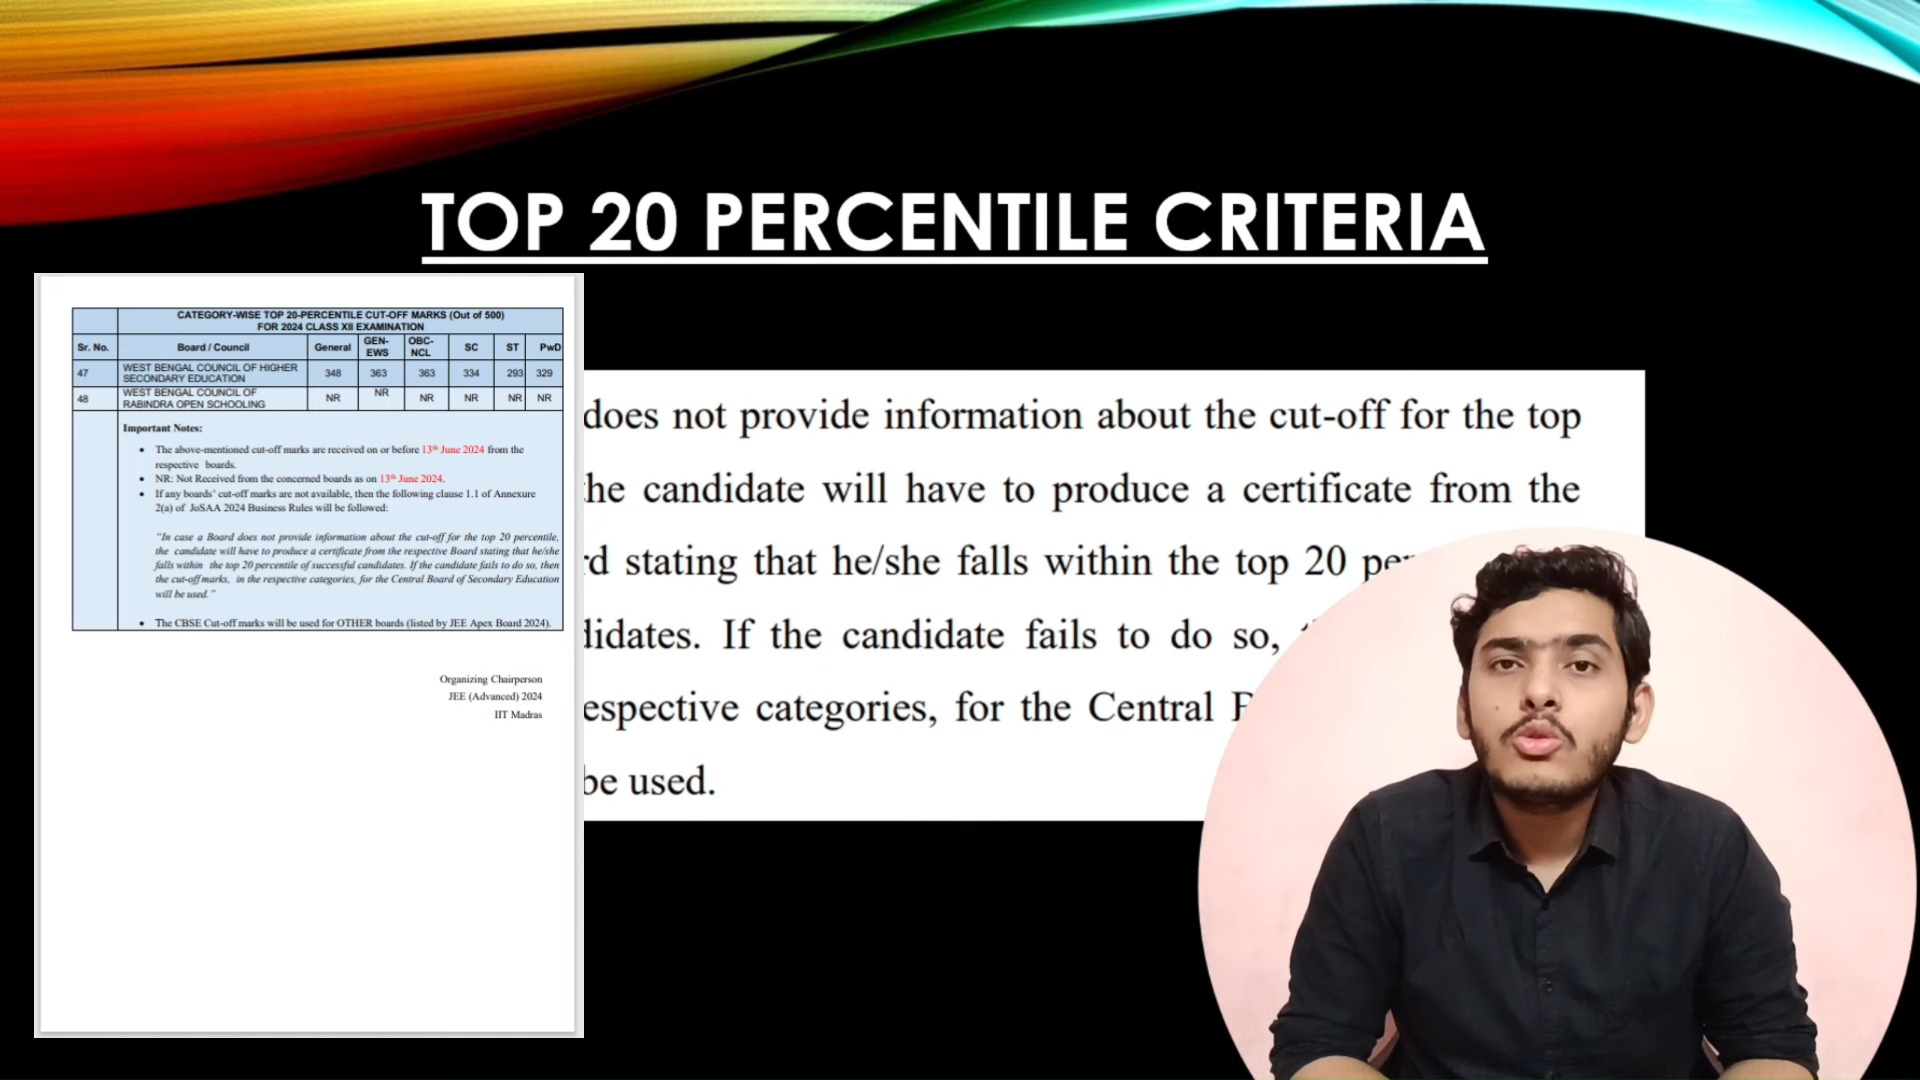 TOP 20 PERCENTILE CRITERIA
CATEGORY-WISE TOP 20-PERCENTILE CUT-OFF MARKS (Out of 500)
FOR 2024 CLASS XII EXAMINATION
Sr. No. Board / Council General GEN-EWS OBC-NCL SC ST PwD
47 WEST BENGAL COUNCIL OF HIGHER SECONDARY EDUCATION 348 363 363 334 293 329
48 WEST BENGAL COUNCIL OF RABINDRA OPEN SCHOOLING NR NR NR NR NR NR
Important Notes:
• The above-mentioned cut-off marks are received on or before 13th June 2024 from the
respective boards.
• NR: Not Received from the concerned boards as on 13th June 2024.
• If any boards' cut-off marks are not available, then the following clause 1.1 of Annexure
2(a) of JoSAA 2024 Business Rules will be followed:
"In case a Board does not provide information about the cut-off for the top 20 percentile,
the candidate will have to produce a certificate from the respective Board stating that he/she
falls within the top 20 percentile of successful candidates. If the candidate fails to do so, then
the cut-off marks, in the respective categories, for the Central Board of Secondary Education
will be used."
• The CBSE Cut-off marks will be used for OTHER boards (listed by JEE Apex Board 2024).
Organizing Chairperson
JEE (Advanced) 2024
IIT Madras
does not provide information about the cut-off for the top
the candidate will have to produce a certificate from the
rd stating that he/she falls within the top 20 pe
didates. If the candidate fails to do so,
espective categories, for the Central
be used.